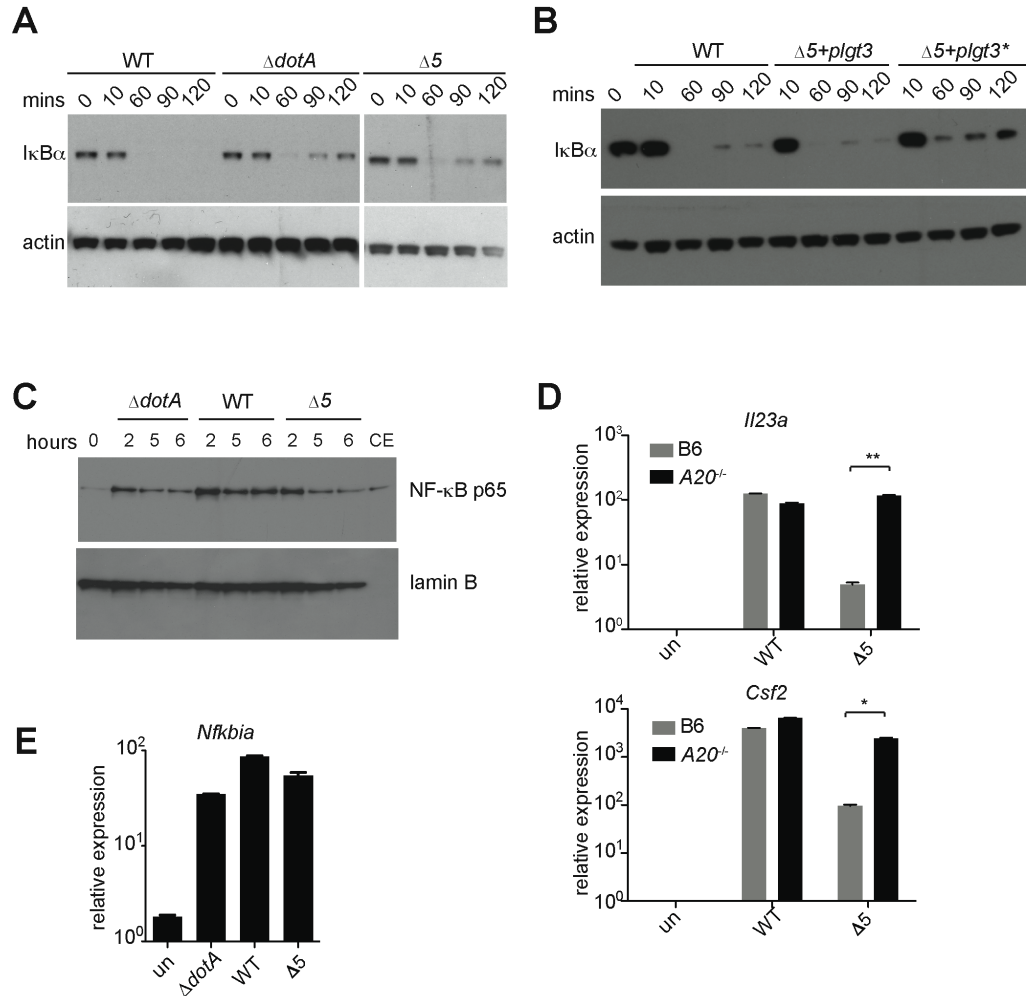 A
WT ΔdotA Δ5
mins 0 10 60 90 120 0 10 60 90 120 0 10 60 90 120
IκBα
actin
B
WT Δ5+plgt3 Δ5+plgt3*
mins 0 10 60 90 120 10 60 90 120 10 60 90 120
IκBα
actin
C
ΔdotA WT Δ5
hours 0 2 5 6 2 5 6 2 5 6 CE
NF-κB p65
lamin B
D
Il23a
relative expression
10³
10²
10¹
10⁰
B6
A20⁻/⁻
**
un WT Δ5
Csf2
relative expression
10⁴
10³
10²
10¹
10⁰
B6
A20⁻/⁻
*
un WT Δ5
E
Nfkbia
relative expression
10²
10¹
10⁰
un ΔdotA WT Δ5